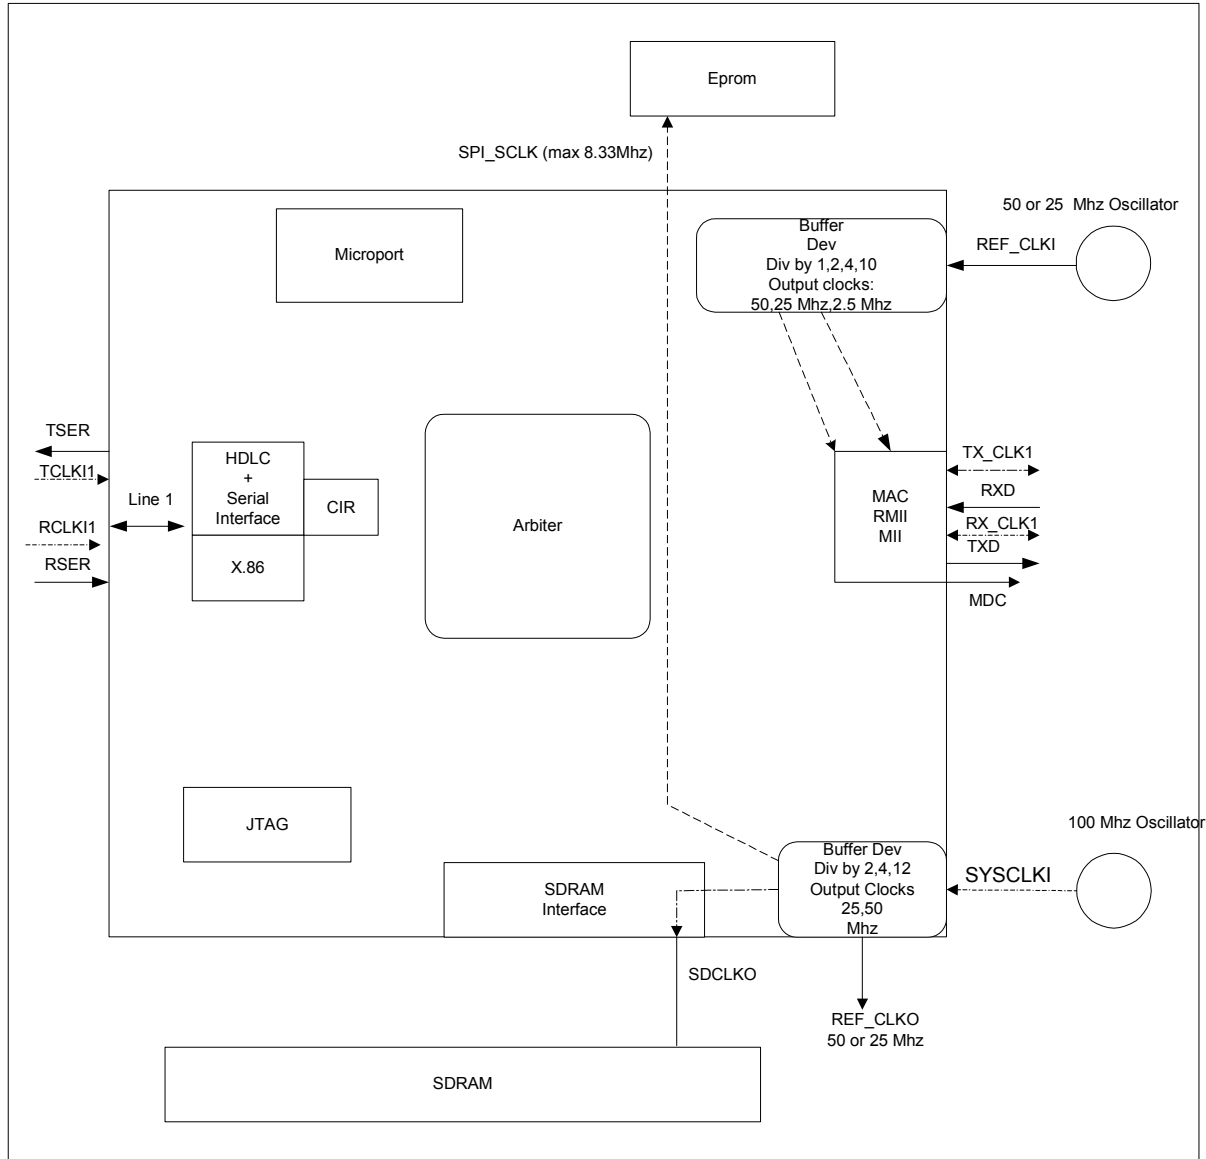 Eprom
SPI_SCLK (max 8.33Mhz)
50 or 25 Mhz Oscillator
REF_CLKI
Buffer
Dev
Div by 1,2,4,10
Output clocks:
50,25 Mhz,2.5 Mhz
Microport
TSER
TCLKI1
Line 1
RCLKI1
RSER
HDLC
+
Serial
Interface
CIR
X.86
Arbiter
MAC
RMII
MII
TX_CLK1
RXD
RX_CLK1
TXD
MDC
JTAG
SDRAM
Interface
Buffer Dev
Div by 2,4,12
Output Clocks
25,50
Mhz
100 Mhz Oscillator
SYSCLKI
SDCLKO
REF_CLKO
50 or 25 Mhz
SDRAM